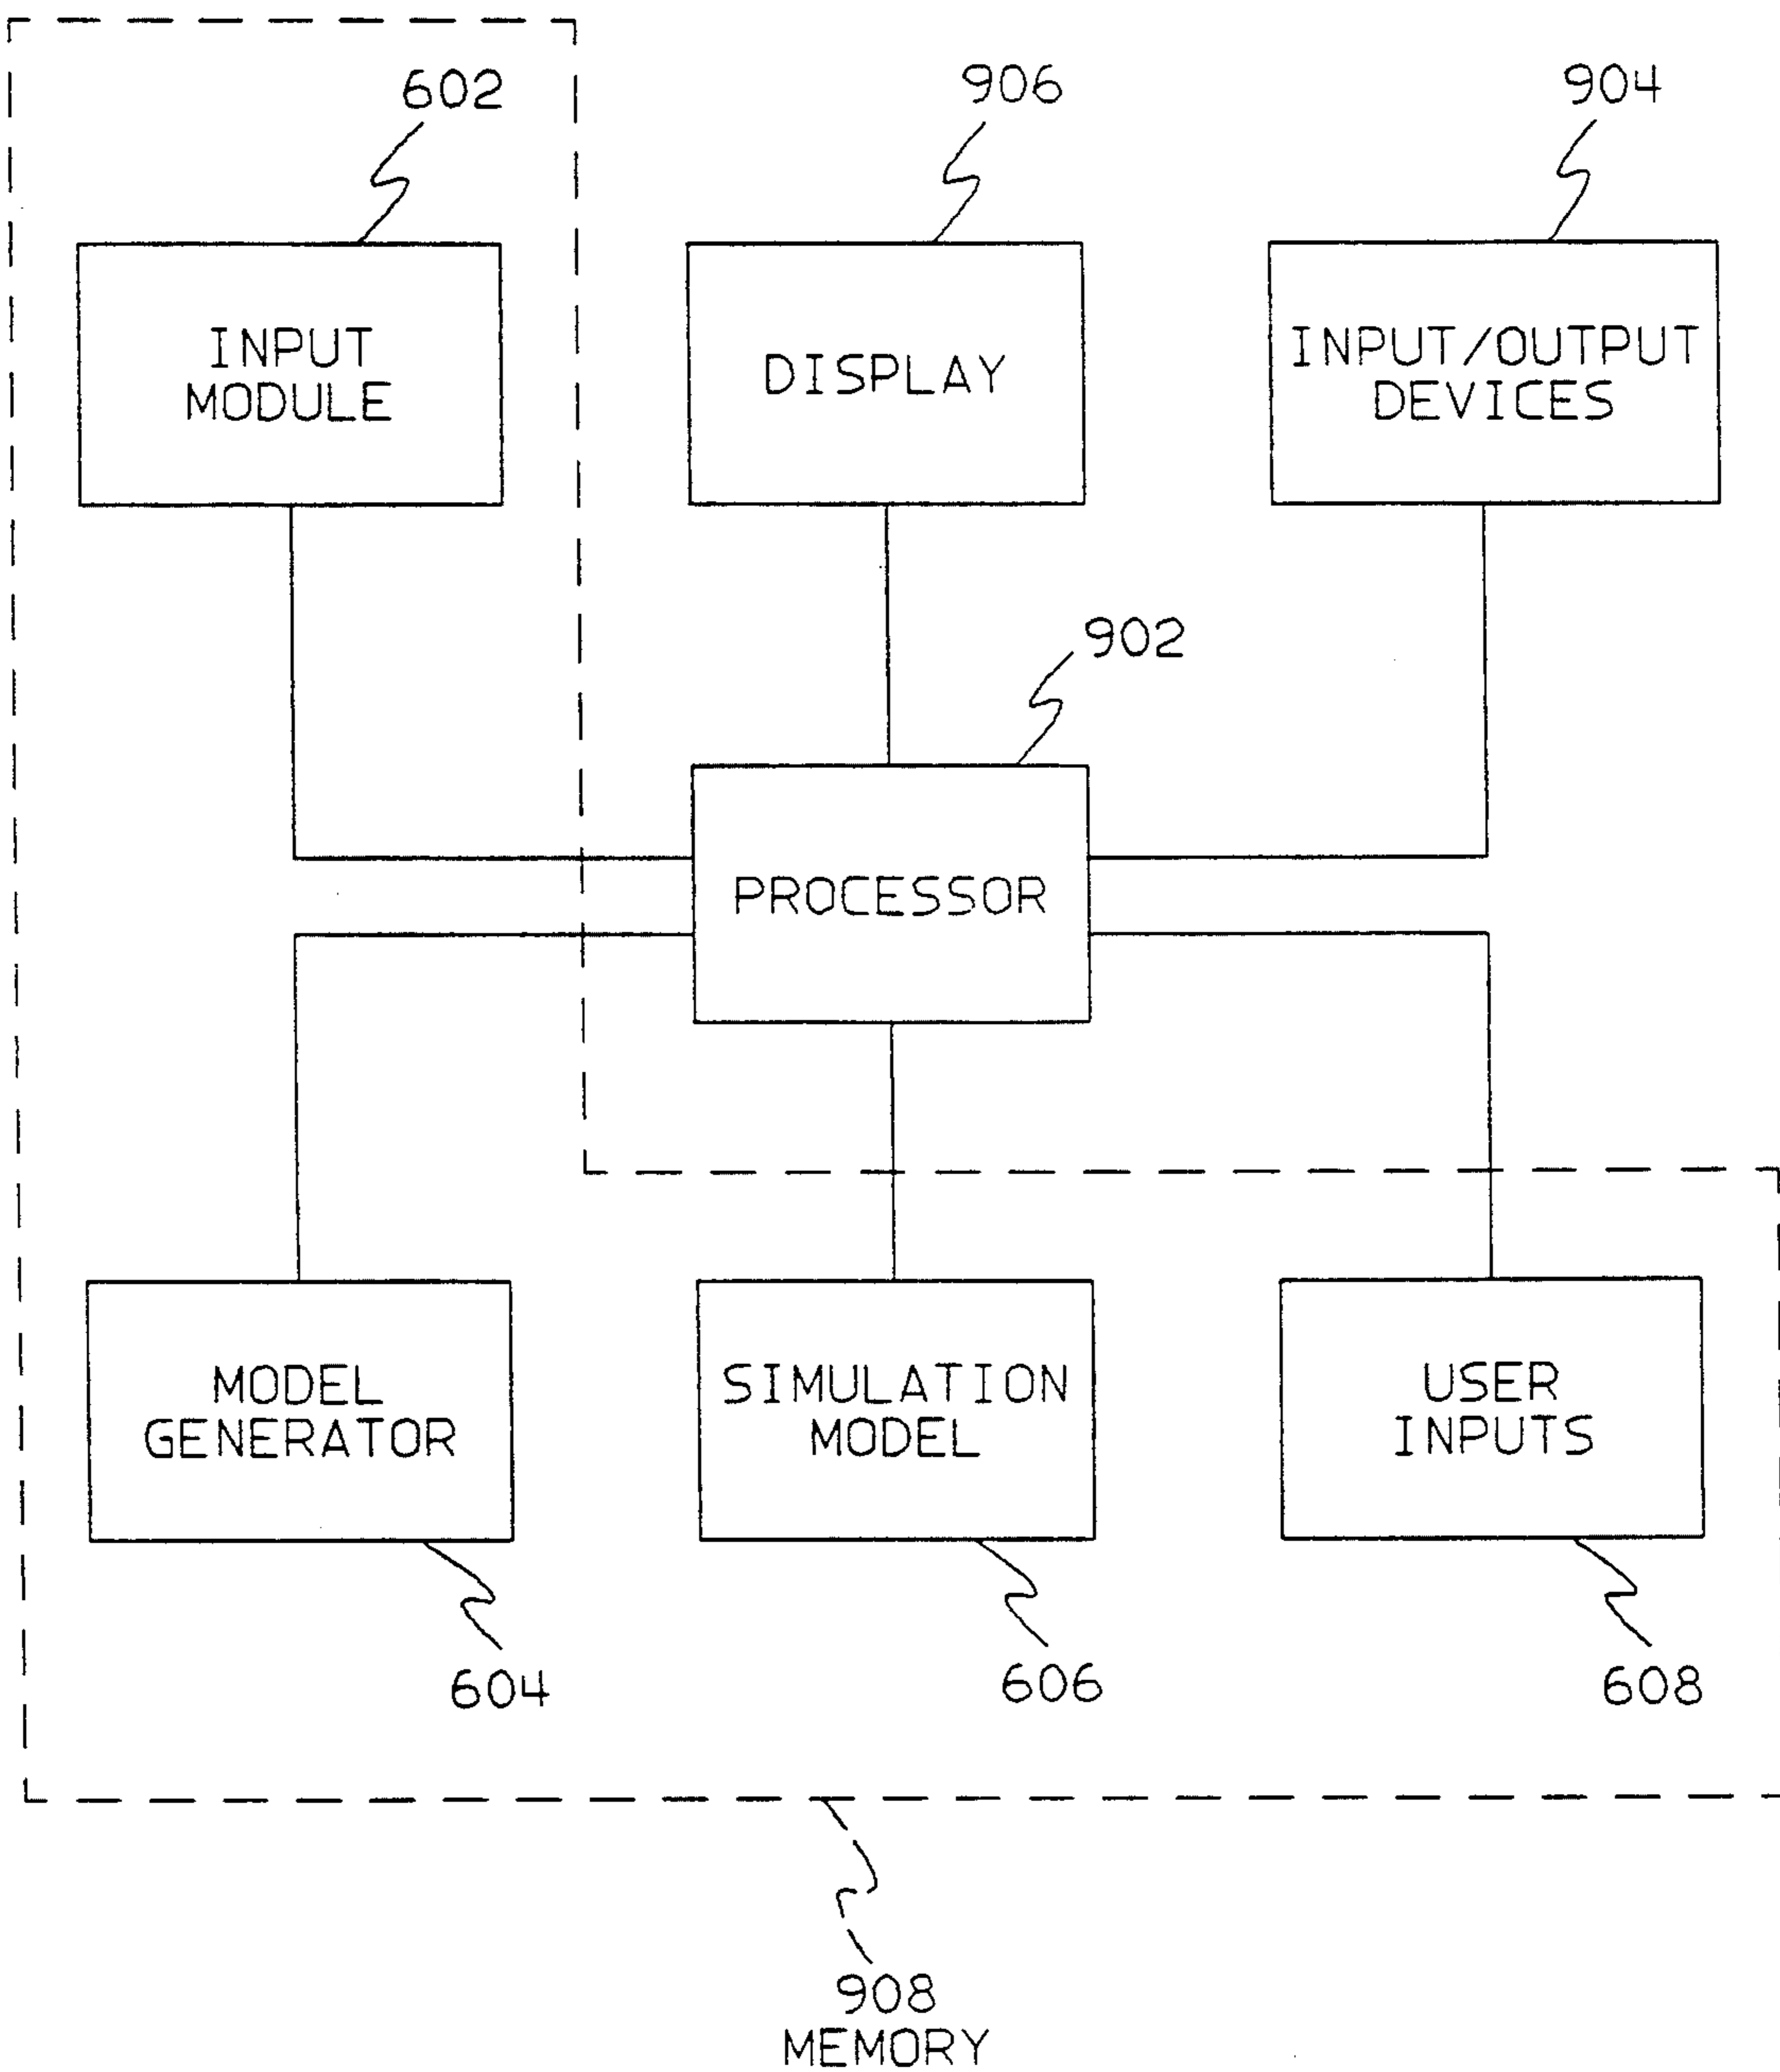 602
906
904
INPUT
MODULE
DISPLAY
INPUT/OUTPUT
DEVICES
902
PROCESSOR
MODEL
GENERATOR
SIMULATION
MODEL
USER
INPUTS
604
606
608
908
MEMORY